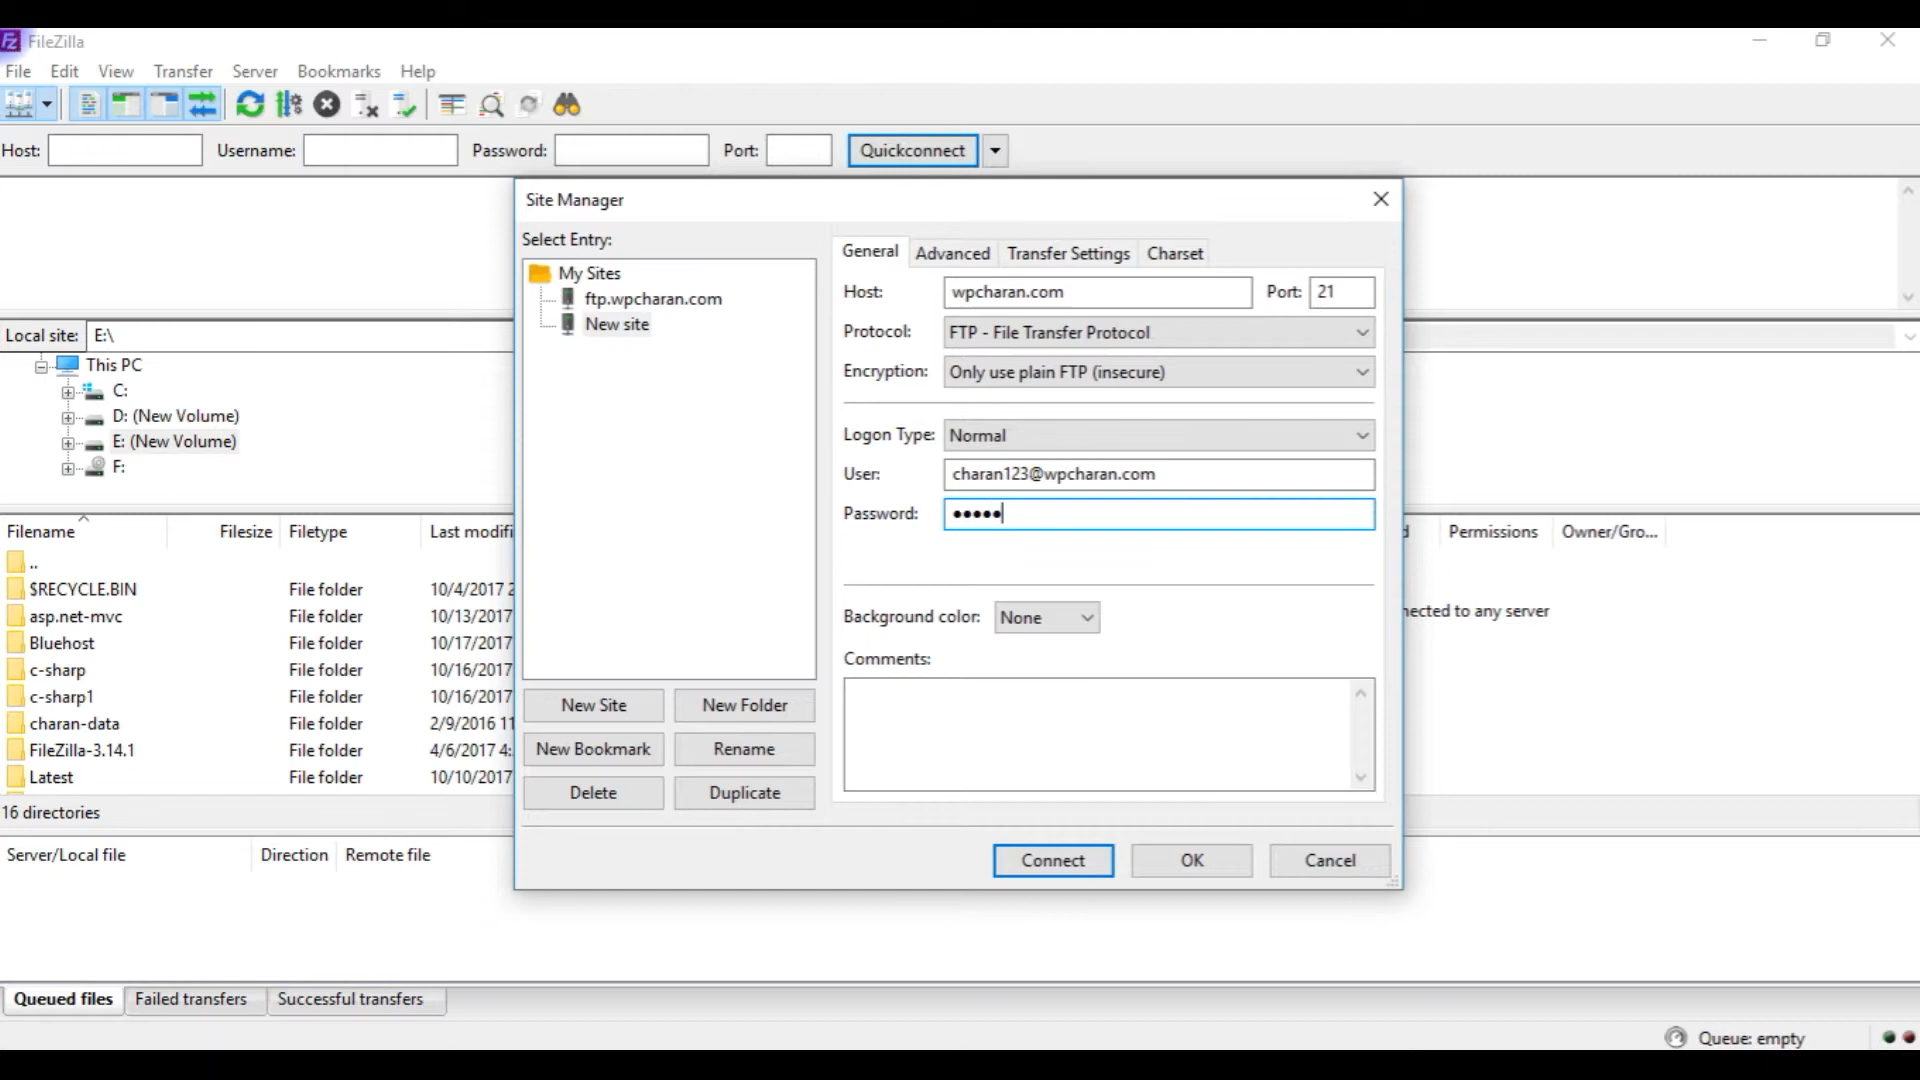 FileZilla
File Edit View Transfer Server Bookmarks Help
Host: Username: Password: Port: Quickconnect
Site Manager
Select Entry:
My Sites
ftp.wpcharan.com
New site
New Site New Folder
New Bookmark Rename
Delete Duplicate
General Advanced Transfer Settings Charset
Host: wpcharan.com Port: 21
Protocol: FTP - File Transfer Protocol
Encryption: Only use plain FTP (insecure)
Logon Type: Normal
User: charan123@wpcharan.com
Password: •••••
Background color: None
Comments:
Connect OK Cancel
Local site: E:\
This PC
C:
D: (New Volume)
E: (New Volume)
F:
Filename Filesize Filetype Last modifi
..
$RECYCLE.BIN File folder 10/4/2017 2
asp.net-mvc File folder 10/13/2017
Bluehost File folder 10/17/2017
c-sharp File folder 10/16/2017
c-sharp1 File folder 10/16/2017
charan-data File folder 2/9/2016 11
FileZilla-3.14.1 File folder 4/6/2017 4:
Latest File folder 10/10/2017
16 directories
d Permissions Owner/Gro...
nected to any server
Server/Local file Direction Remote file
Queued files Failed transfers Successful transfers
Queue: empty